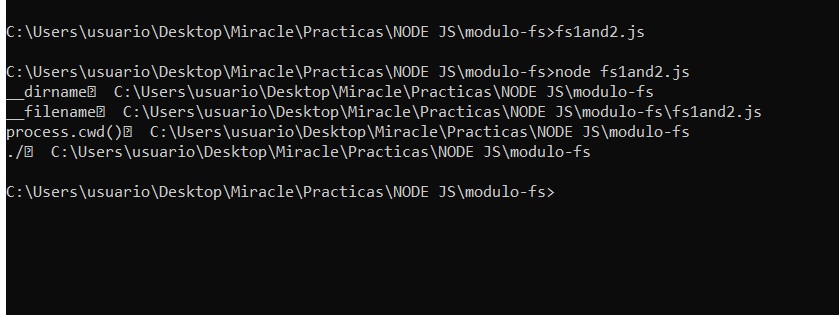 C:\Users\usuario\Desktop\Miracle\Practicas\NODE JS\modulo-fs>fs1and2.js
C:\Users\usuario\Desktop\Miracle\Practicas\NODE JS\modulo-fs>node fs1and2.js
__dirname⍰  C:\Users\usuario\Desktop\Miracle\Practicas\NODE JS\modulo-fs
__filename⍰  C:\Users\usuario\Desktop\Miracle\Practicas\NODE JS\modulo-fs\fs1and2.js
process.cwd()⍰  C:\Users\usuario\Desktop\Miracle\Practicas\NODE JS\modulo-fs
./⍰  C:\Users\usuario\Desktop\Miracle\Practicas\NODE JS\modulo-fs
C:\Users\usuario\Desktop\Miracle\Practicas\NODE JS\modulo-fs>